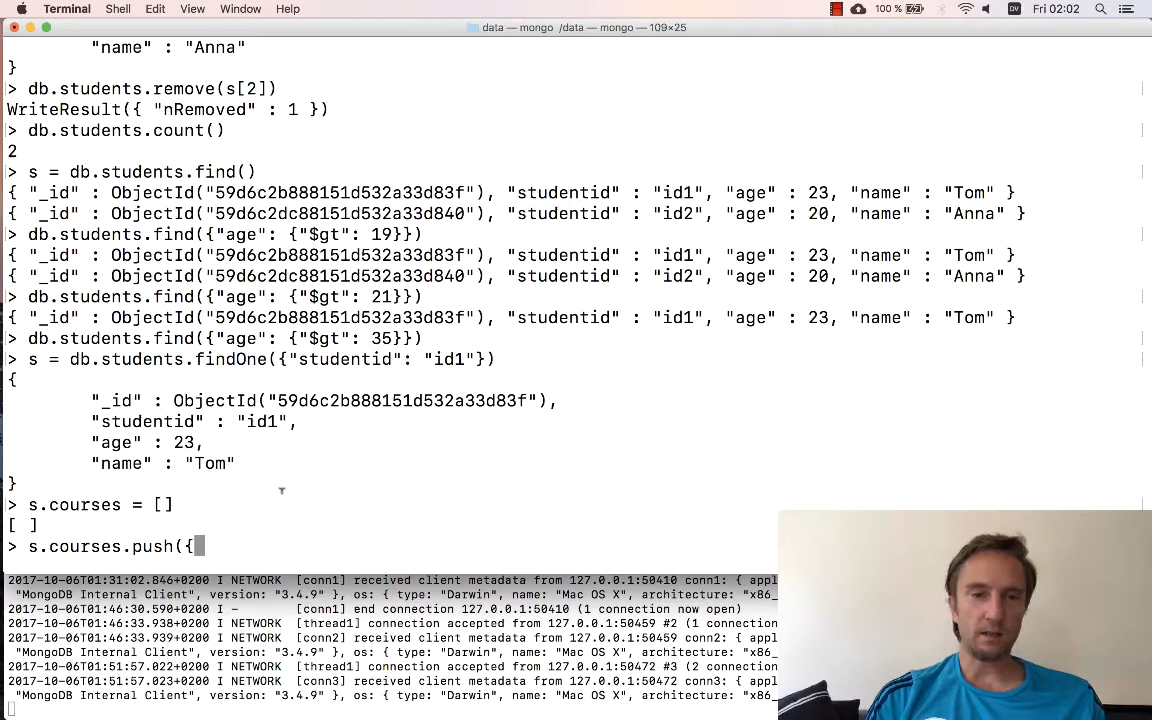 Terminal Shell Edit View Window Help 100 % DV Fri 02:02
data — mongo /data — mongo — 109×25
"name" : "Anna"
}
> db.students.remove(s[2])
WriteResult({ "nRemoved" : 1 })
> db.students.count()
2
> s = db.students.find()
{ "_id" : ObjectId("59d6c2b888151d532a33d83f"), "studentid" : "id1", "age" : 23, "name" : "Tom" }
{ "_id" : ObjectId("59d6c2dc88151d532a33d840"), "studentid" : "id2", "age" : 20, "name" : "Anna" }
> db.students.find({"age": {"$gt": 19}})
{ "_id" : ObjectId("59d6c2b888151d532a33d83f"), "studentid" : "id1", "age" : 23, "name" : "Tom" }
{ "_id" : ObjectId("59d6c2dc88151d532a33d840"), "studentid" : "id2", "age" : 20, "name" : "Anna" }
> db.students.find({"age": {"$gt": 21}})
{ "_id" : ObjectId("59d6c2b888151d532a33d83f"), "studentid" : "id1", "age" : 23, "name" : "Tom" }
> db.students.find({"age": {"$gt": 35}})
> s = db.students.findOne({"studentid": "id1"})
{
"_id" : ObjectId("59d6c2b888151d532a33d83f"),
"studentid" : "id1",
"age" : 23,
"name" : "Tom"
}
> s.courses = []
[ ]
> s.courses.push({
2017-10-06T01:31:02.846+0200 I NETWORK [conn1] received client metadata from 127.0.0.1:50410 conn1: { appl
"MongoDB Internal Client", version: "3.4.9" }, os: { type: "Darwin", name: "Mac OS X", architecture: "x86_
2017-10-06T01:46:30.590+0200 I - [conn1] end connection 127.0.0.1:50410 (1 connection now open)
2017-10-06T01:46:33.938+0200 I NETWORK [thread1] connection accepted from 127.0.0.1:50459 #2 (1 connection
2017-10-06T01:46:33.939+0200 I NETWORK [conn2] received client metadata from 127.0.0.1:50459 conn2: { appl
"MongoDB Internal Client", version: "3.4.9" }, os: { type: "Darwin", name: "Mac OS X", architecture: "x86_
2017-10-06T01:51:57.022+0200 I NETWORK [thread1] connection accepted from 127.0.0.1:50472 #3 (2 connection
2017-10-06T01:51:57.023+0200 I NETWORK [conn3] received client metadata from 127.0.0.1:50472 conn3: { appl
"MongoDB Internal Client", version: "3.4.9" }, os: { type: "Darwin", name: "Mac OS X", architecture: "x86_